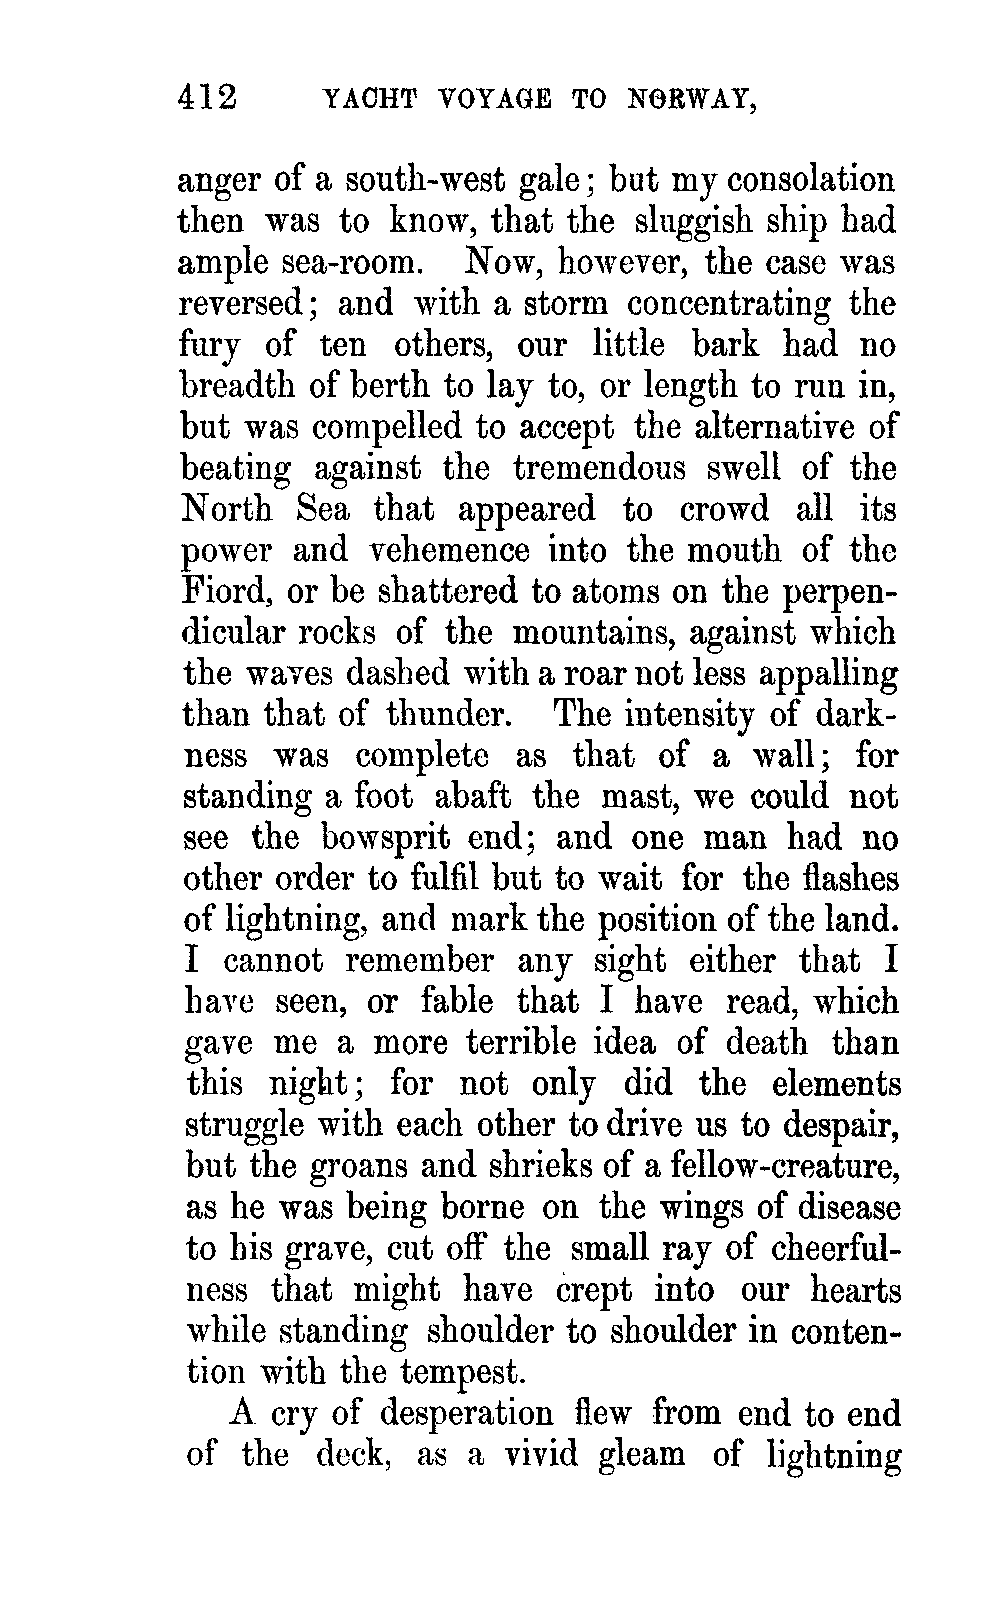 412 YACHT VOYAGE TO NORWAY,
anger of a south-west gale; but my consolation
then was to know, that the sluggish ship had
ample sea-room. Now, however, the case was
reversed; and with a storm concentrating the
fury of ten others, our little bark had no
breadth of berth to lay to, or length to run in,
but was compelled to accept the alternative of
beating against the tremendous swell of the
North Sea that appeared to crowd all its
power and vehemence into the mouth of the
Fiord, or be shattered to atoms on the perpen-
dicular rocks of the mountains, against which
the waves dashed with a roar not less appalling
than that of thunder. The intensity of dark-
ness was complete as that of a wall; for
standing a foot abaft the mast, we could not
see the bowsprit end; and one man had no
other order to fulfil but to wait for the flashes
of lightning, and mark the position of the land.
I cannot remember any sight either that I
have seen, or fable that I have read, which
gave me a more terrible idea of death than
this night; for not only did the elements
struggle with each other to drive us to despair,
but the groans and shrieks of a fellow-creature,
as he was being borne on the wings of disease
to his grave, cut off the small ray of cheerful-
ness that might have crept into our hearts
while standing shoulder to shoulder in conten-
tion with the tempest.
A cry of desperation flew from end to end
of the deck, as a vivid gleam of lightning